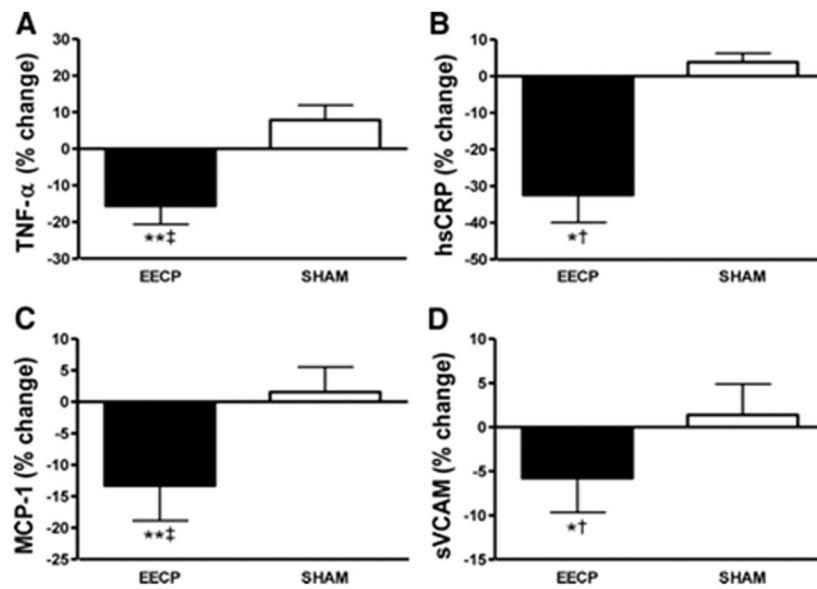 A
TNF-α (% change)
30
20
10
0
-10
-20
-30
**‡
EECP
SHAM
B
hsCRP (% change)
10
0
-10
-20
-30
-40
-50
*†
EECP
SHAM
C
MCP-1 (% change)
10
5
0
-5
-10
-15
-20
-25
**‡
EECP
SHAM
D
sVCAM (% change)
10
5
0
-5
-10
-15
*†
EECP
SHAM